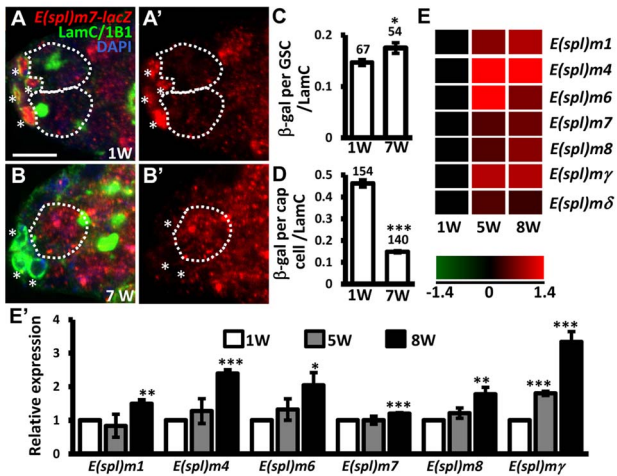 A E(spl)m7-lacZ
LamC/1B1
DAPI
* * * * *
1W
A'
* * * * *
B
* * *
7 W
B'
* * *
C
β-gal per GSC
/LamC
0.2
0.1
0
67
*
54
1W 7W
D
β-gal per cap
cell /LamC
0.5
0.4
0.3
0.2
0.1
0
154
***
140
1W 7W
E
E(spl)m1
E(spl)m4
E(spl)m6
E(spl)m7
E(spl)m8
E(spl)mγ
E(spl)mδ
1W 5W 8W
-1.4 0 1.4
E'
Relative expression
4
3
2
1
0
1W 5W 8W
** *** * *** ** *** ***
E(spl)m1 E(spl)m4 E(spl)m6 E(spl)m7 E(spl)m8 E(spl)mγ